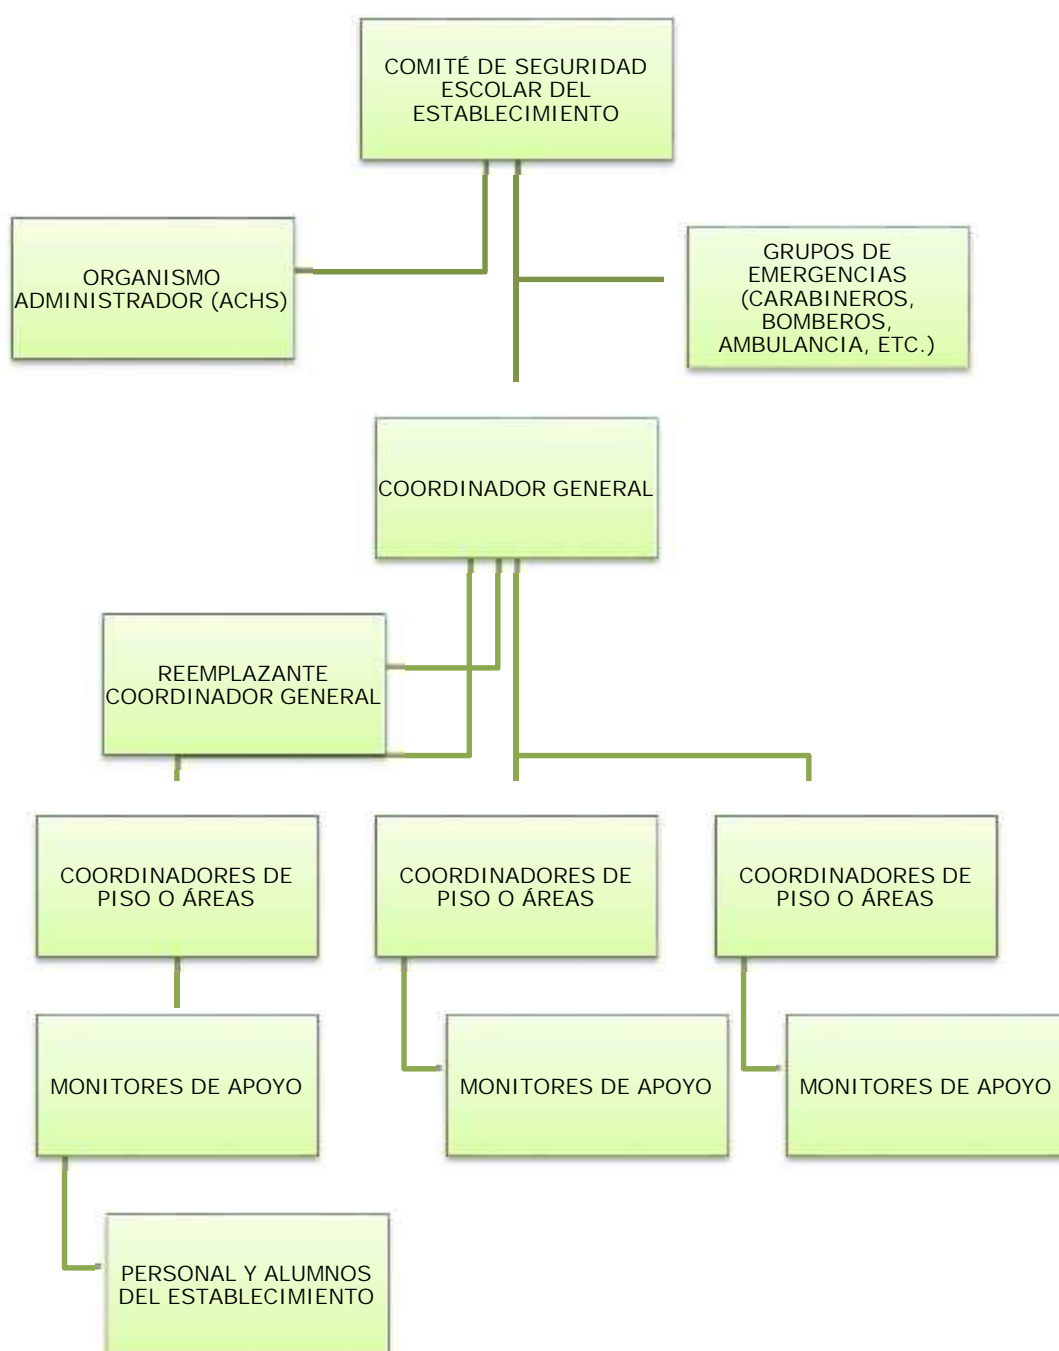 COMITÉ DE SEGURIDAD
ESCOLAR DEL
ESTABLECIMIENTO
ORGANISMO
ADMINISTRADOR (ACHS)
GRUPOS DE
EMERGENCIAS
(CARABINEROS,
BOMBEROS,
AMBULANCIA, ETC.)
COORDINADOR GENERAL
REEMPLAZANTE
COORDINADOR GENERAL
COORDINADORES DE
PISO O ÁREAS
COORDINADORES DE
PISO O ÁREAS
COORDINADORES DE
PISO O ÁREAS
MONITORES DE APOYO
MONITORES DE APOYO
MONITORES DE APOYO
PERSONAL Y ALUMNOS
DEL ESTABLECIMIENTO